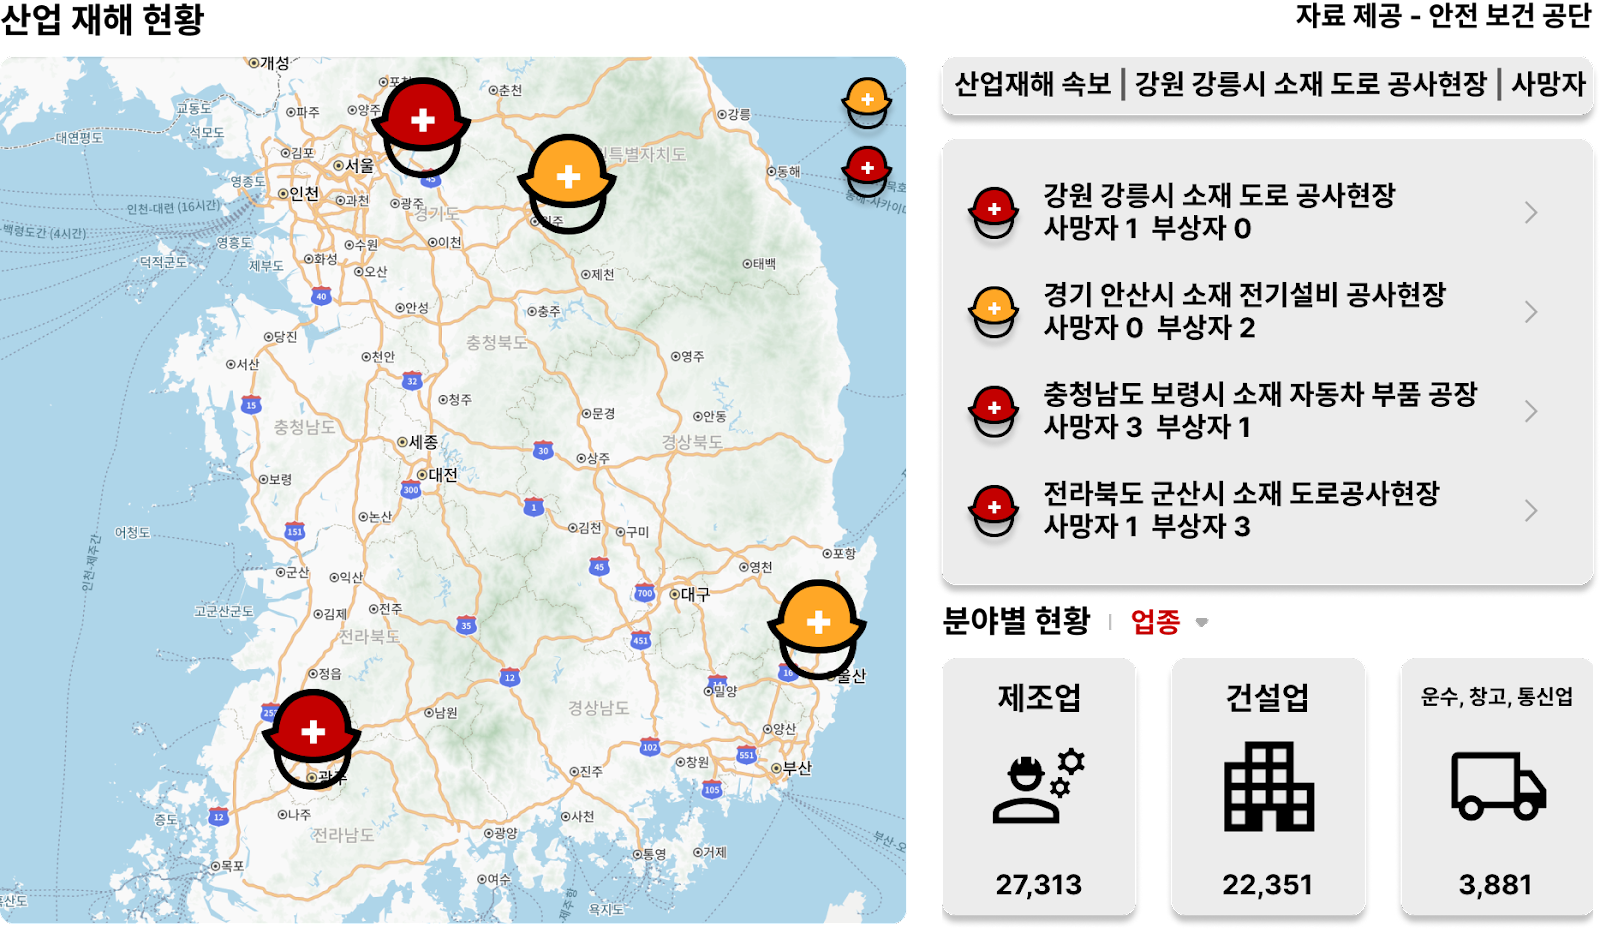 산업 재해 현황
자료 제공 - 안전 보건 공단
개성
포천
춘천
교동도
파주
양주
강릉
대연평도
석모도
김포
서울
특별자치도
동해
영종도
인천
과천
광주
45
경기도
인천-대련 (16시간)
백령도간 (4시간)
영흥도
수원
이천
덕적군도
제부도
화성
오산
제천
태백
40
안성
충주
당진
충청북도
서산
천안
영주
32
15
청주
문경
안동
충청남도
세종
경상북도
30
상주
보령
대전
300
1
어청도
151
논산
김천
구미
인천-제주간
포항
군산
익산
45
영천
고군산군도
김제
전주
700
대구
35
전라북도
451
정읍
12
16
울산
밀양
남원
경상남도
양산
102
551
창원
부산
진주
광주
105
증도
12
나주
사천
전라남도
광양
통영
거제
목포
여수
욕지도
제주항
산업재해 속보 | 강원 강릉시 소재 도로 공사현장 | 사망자
강원 강릉시 소재 도로 공사현장
사망자 1 부상자 0
경기 안산시 소재 전기설비 공사현장
사망자 0 부상자 2
충청남도 보령시 소재 자동차 부품 공장
사망자 3 부상자 1
전라북도 군산시 소재 도로공사현장
사망자 1 부상자 3
분야별 현황 | 업종
제조업
27,313
건설업
22,351
운수, 창고, 통신업
3,881